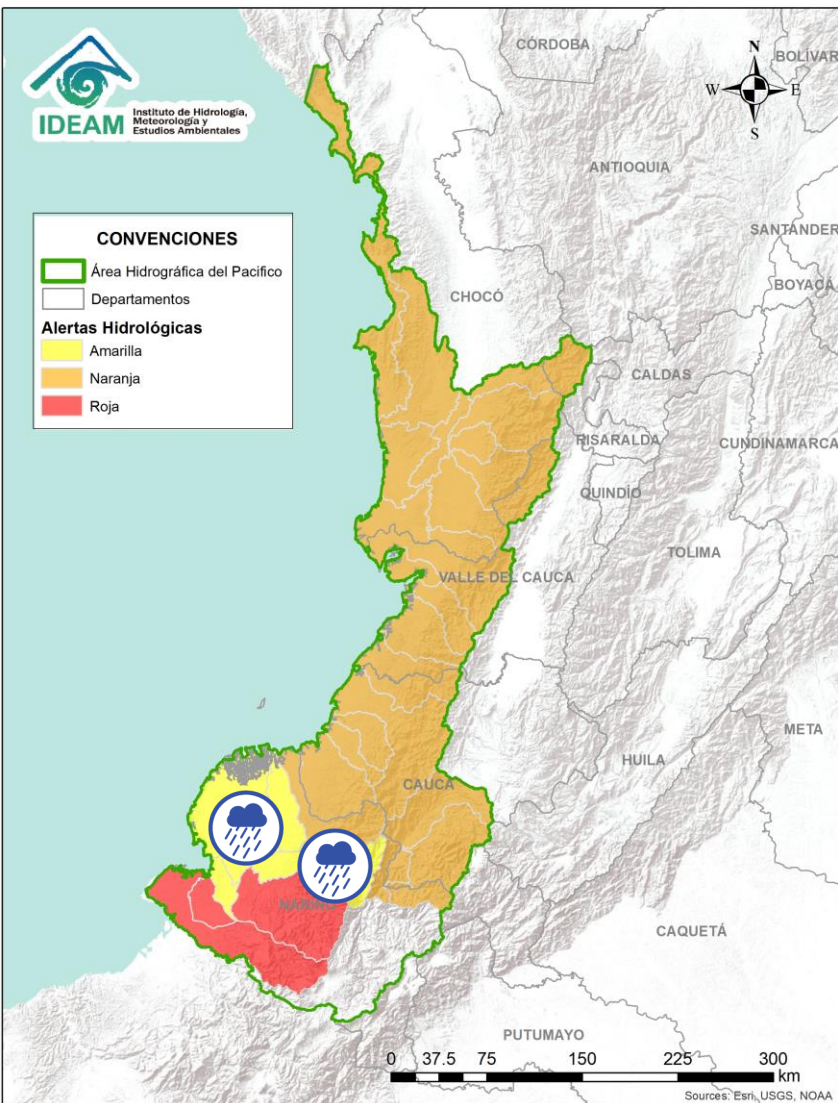 IDEAM
Instituto de Hidrología,
Meteorología y
Estudios Ambientales
N
W
E
S
CÓRDOBA
BOLÍVAR
ANTIOQUIA
SANTANDER
BOYACÁ
CHOCÓ
CALDAS
RISARALDA
CUNDINAMARCA
QUINDÍO
TOLIMA
VALLE DEL CAUCA
META
HUILA
CAUCA
NARIÑO
CAQUETÁ
PUTUMAYO
CONVENCIONES
Área Hidrográfica del Pacifico
Departamentos
Alertas Hidrológicas
Amarilla
Naranja
Roja
0 37.5 75 150 225 300
km
Sources: Esri, USGS, NOAA